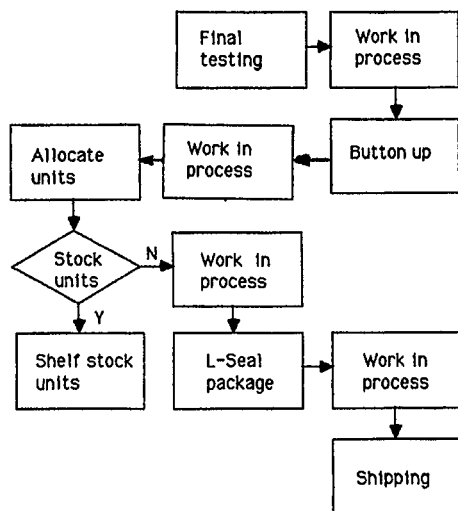 Final
testing
Work in
process
Button up
Work in
process
Allocate
units
Stock
units
N
Y
Work in
process
Shelf stock
units
L-Seal
package
Work in
process
Shipping